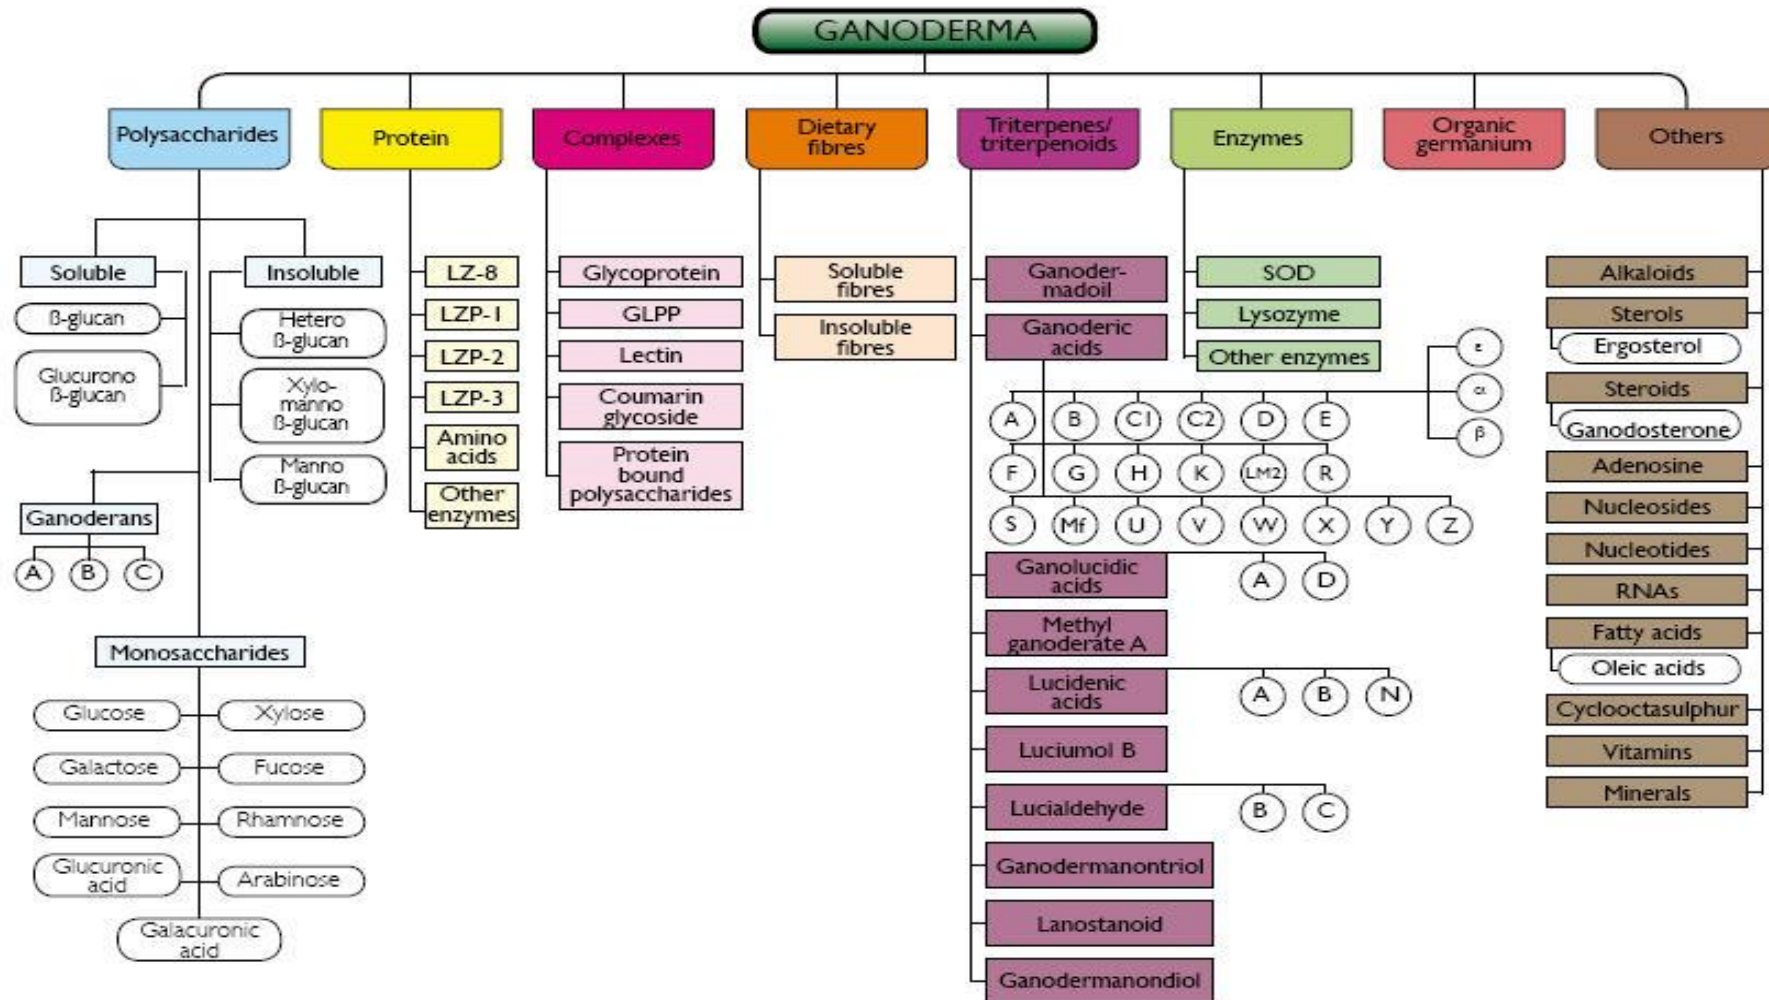 GANODERMA
Polysaccharides
Protein
Complexes
Dietary
fibres
Triterpenes/
triterpenoids
Enzymes
Organic
germanium
Others
Soluble
ß-glucan
Glucurono
ß-glucan
Insoluble
Hetero
ß-glucan
Xylo-
manno
ß-glucan
Manno
ß-glucan
Ganoderans
A
B
C
Monosaccharides
Glucose
Xylose
Galactose
Fucose
Mannose
Rhamnose
Glucuronic
acid
Arabinose
Galacuronic
acid
LZ-8
LZP-1
LZP-2
LZP-3
Amino
acids
Other
enzymes
Glycoprotein
GLPP
Lectin
Coumarin
glycoside
Protein
bound
polysaccharides
Soluble
fibres
Insoluble
fibres
Ganoder-
madoil
Ganoderic
acids
A
B
C1
C2
D
E
ε
α
β
F
G
H
K
LM2
R
S
Mf
U
V
W
X
Y
Z
Ganolucidic
acids
A
D
Methyl
ganoderate A
Lucidenic
acids
A
B
N
Luciumol B
Lucialdehyde
B
C
Ganodermanontriol
Lanostanoid
Ganodermanondiol
SOD
Lysozyme
Other enzymes
Alkaloids
Sterols
Ergosterol
Steroids
Ganodosterone
Adenosine
Nucleosides
Nucleotides
RNAs
Fatty acids
Oleic acids
Cyclooctasulphur
Vitamins
Minerals